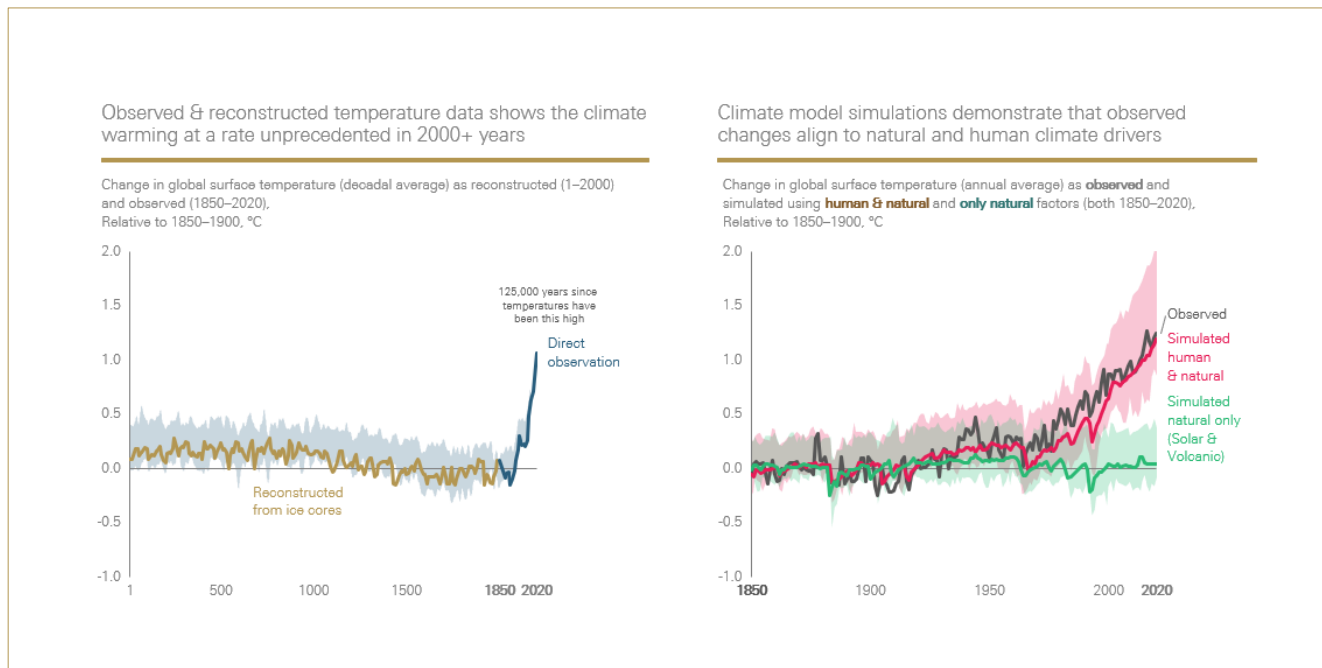 Observed & reconstructed temperature data shows the climate
warming at a rate unprecedented in 2000+ years
Change in global surface temperature (decadal average) as reconstructed (1–2000)
and observed (1850–2020),
Relative to 1850–1900, ºC
2.0
1.5
1.0
0.5
0.0
-0.5
-1.0
125,000 years since
temperatures have
been this high
Direct
observation
Reconstructed
from ice cores
1
500
1000
1500
1850
2020
Climate model simulations demonstrate that observed
changes align to natural and human climate drivers
Change in global surface temperature (annual average) as observed and
simulated using human & natural and only natural factors (both 1850–2020),
Relative to 1850–1900, ºC
2.0
1.5
1.0
0.5
0.0
-0.5
-1.0
Observed
Simulated
human
& natural
Simulated
natural only
(Solar &
Volcanic)
1850
1900
1950
2000
2020